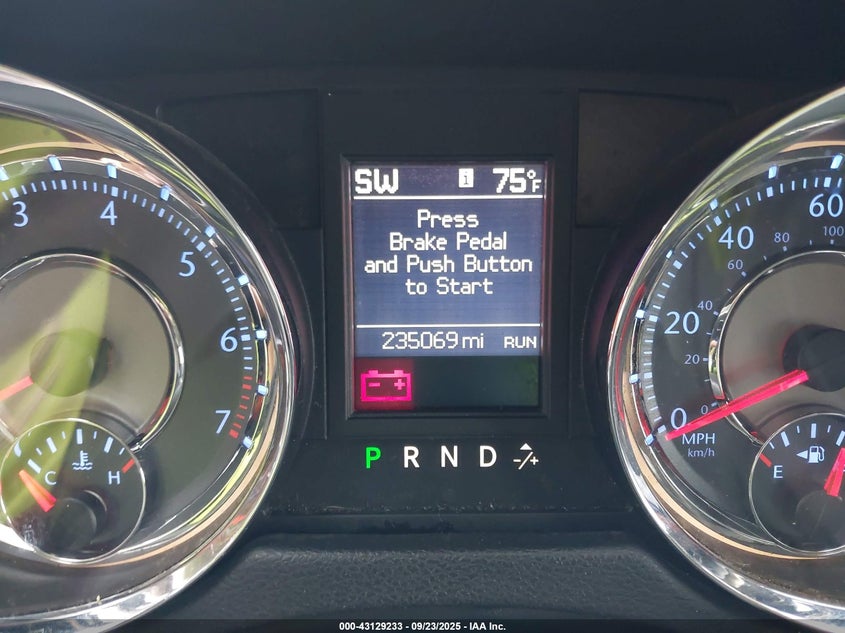 SW i 75°F
Press
Brake Pedal
and Push Button
to Start
235069 mi RUN
- +
P R N D -/+
3 4 5 6 7
C H
0 20 40 60
0 20 40 60 80 100
MPH
km/h
E
000-43129233 - 09/23/2025 - IAA Inc.